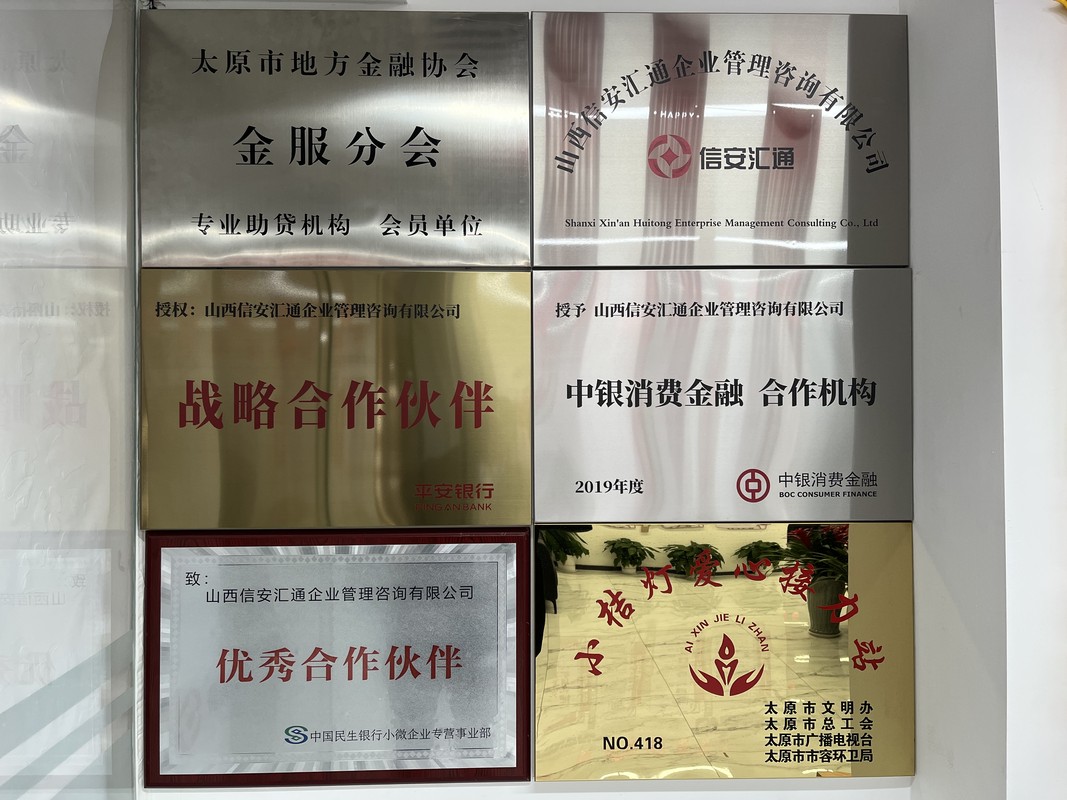 太原市地方金融协会
金服分会
专业助贷机构 会员单位
山西信安汇通企业管理咨询有限公司
HAPPY.
信安汇通
Shanxi Xin'an Huitong Enterprise Management Consulting Co., Ltd
授权：山西信安汇通企业管理咨询有限公司
战略合作伙伴
平安银行
PING AN BANK
授予 山西信安汇通企业管理咨询有限公司
中银消费金融 合作机构
2019年度
中银消费金融
BOC CONSUMER FINANCE
致：
山西信安汇通企业管理咨询有限公司
优秀合作伙伴
中国民生银行小微企业专营事业部
小桔灯爱心接力站
AI XIN JIE LI ZHAN
NO.418
太原市文明办
太原市总工会
太原市广播电视台
太原市市容环卫局